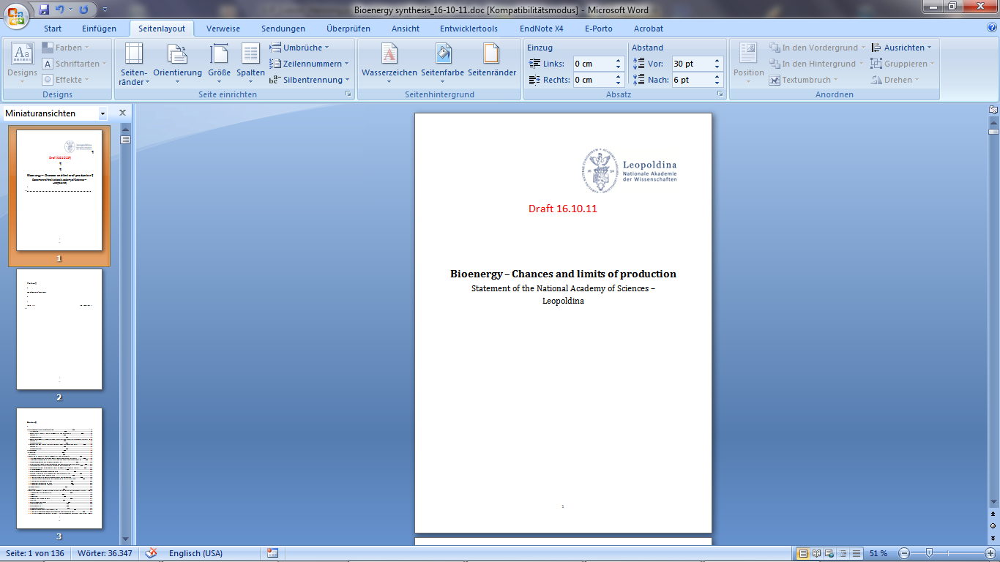 Bioenergy synthesis_16-10-11.doc [Kompatibilitätsmodus] - Microsoft Word
Start Einfügen Seitenlayout Verweise Sendungen Überprüfen Ansicht Entwicklertools EndNote X4 E-Porto Acrobat
Designs
Farben
Schriftarten
Effekte
Designs
Seiten-
ränder
Orientierung
Größe
Spalten
Umbrüche
Zeilennummern
Silbentrennung
Seite einrichten
Wasserzeichen
Seitenfarbe
Seitenränder
Seitenhintergrund
Einzug
Links: 0 cm
Rechts: 0 cm
Abstand
Vor: 30 pt
Nach: 6 pt
Absatz
Position
In den Vordergrund
In den Hintergrund
Textumbruch
Ausrichten
Gruppieren
Drehen
Anordnen
Miniaturansichten
1
2
3
Leopoldina
Nationale Akademie
der Wissenschaften
Draft 16.10.11
Bioenergy – Chances and limits of production
Statement of the National Academy of Sciences –
Leopoldina
1
Seite: 1 von 136 Wörter: 36.347 Englisch (USA) 51 %